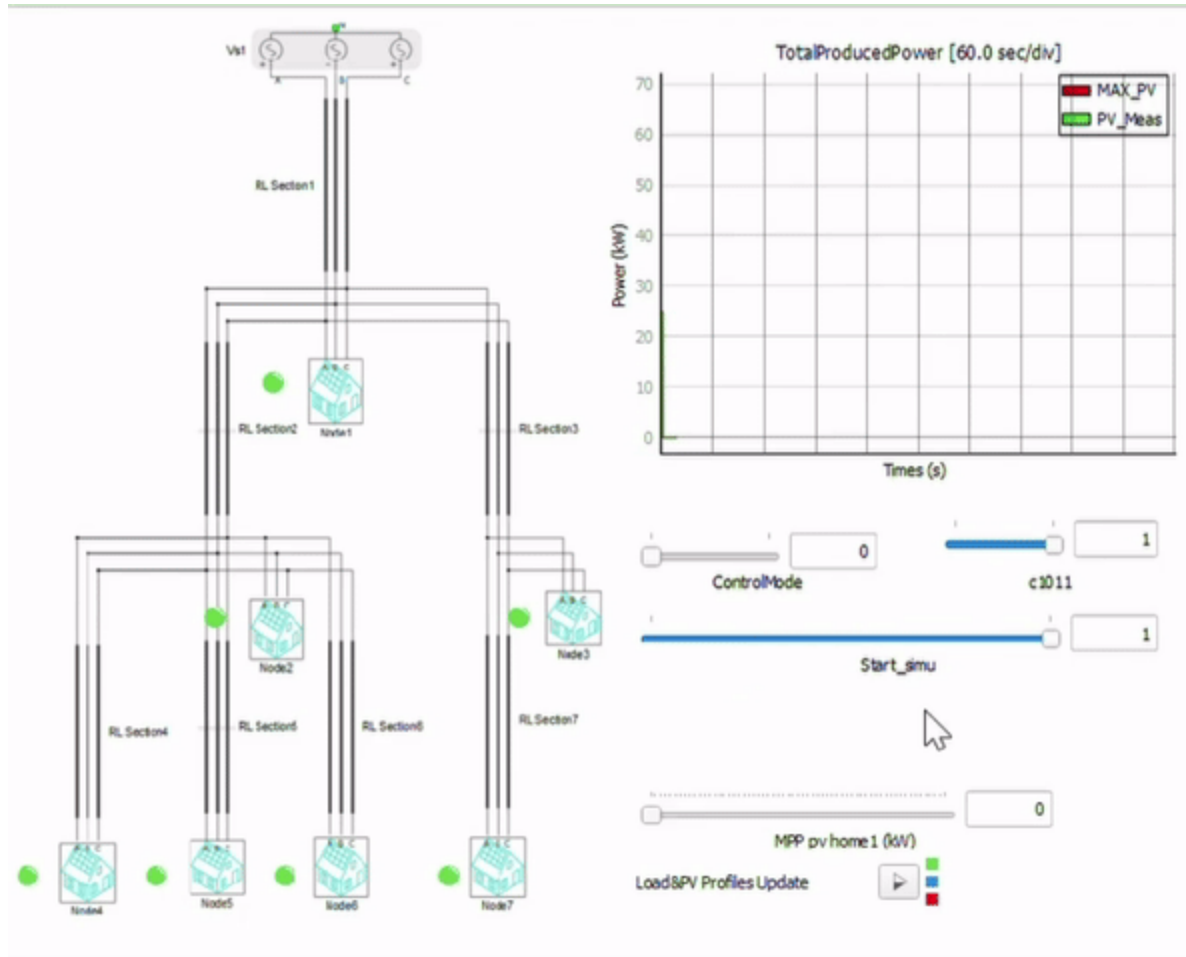 Vs1
A
B
C
RL Section1
A B C
Node1
RL Section2
RL Section3
A B C
Node2
A B C
Node3
RL Section4
RL Section5
RL Section6
RL Section7
A B C
Node4
A B C
Node5
A B C
Node6
A B C
Node7
TotalProducedPower [60.0 sec/div]
MAX_PV
PV_Meas
70
60
50
40
30
20
10
0
Power (kW)
Times (s)
0
ControlMode
1
c1011
1
Start_simu
0
MPP pv home1 (kW)
Load&PV Profiles Update